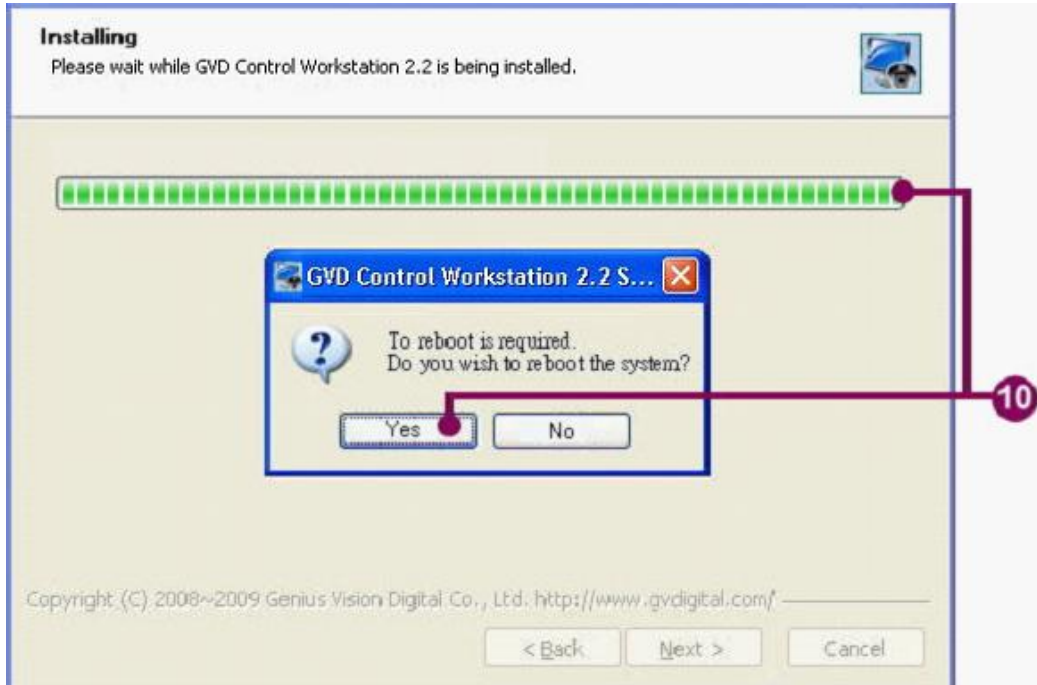 Installing
Please wait while GVD Control Workstation 2.2 is being installed.
GVD Control Workstation 2.2 S...
To reboot is required.
Do you wish to reboot the system?
Yes No
10
Copyright (C) 2008~2009 Genius Vision Digital Co., Ltd. http://www.gvdigital.com/
< Back Next > Cancel